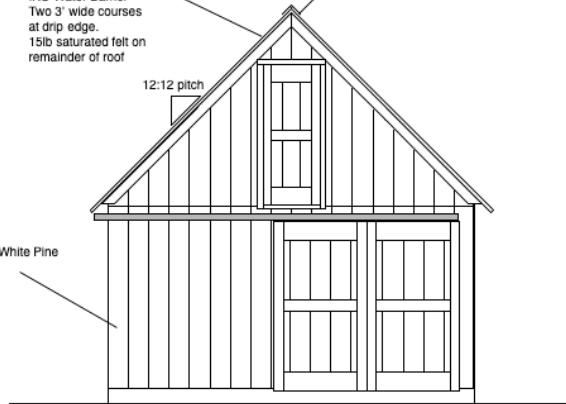 Two 3' wide courses
at drip edge.
15lb saturated felt on
remainder of roof
12:12 pitch
White Pine